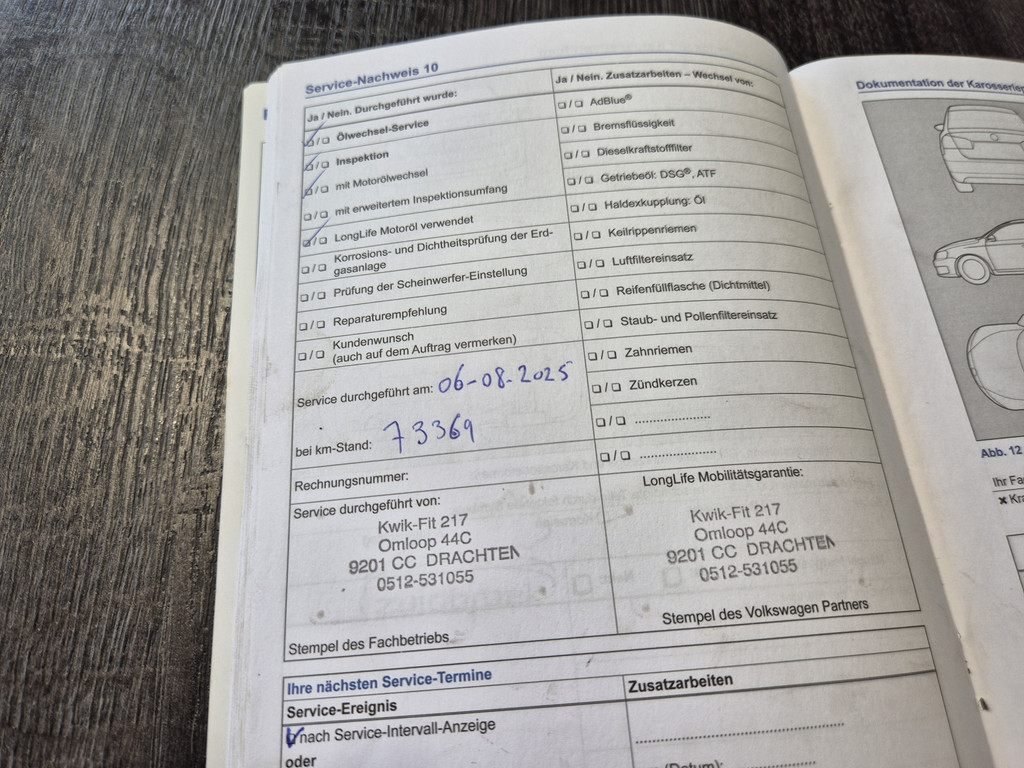 Service-Nachweis 10
Ja / Nein. Durchgeführt wurde:
❑/❑ Ölwechsel-Service
❑/❑ Inspektion
❑/❑ mit Motorölwechsel
❑/❑ mit erweitertem Inspektionsumfang
❑/❑ LongLife Motoröl verwendet
❑/❑ Korrosions- und Dichtheitsprüfung der Erd-
gasanlage
❑/❑ Prüfung der Scheinwerfer-Einstellung
❑/❑ Reparaturempfehlung
❑/❑ Kundenwunsch
(auch auf dem Auftrag vermerken)
Service durchgeführt am: 06-08-2025
bei km-Stand: 73369
Rechnungsnummer:
Ja / Nein. Zusatzarbeiten – Wechsel von:
❑/❑ AdBlue®
❑/❑ Bremsflüssigkeit
❑/❑ Dieselkraftstofffilter
❑/❑ Getriebeöl: DSG®, ATF
❑/❑ Haldexkupplung: Öl
❑/❑ Keilrippenriemen
❑/❑ Luftfiltereinsatz
❑/❑ Reifenfüllflasche (Dichtmittel)
❑/❑ Staub- und Pollenfiltereinsatz
❑/❑ Zahnriemen
❑/❑ Zündkerzen
❑/❑ .....................
❑/❑ .....................
Service durchgeführt von:
Kwik-Fit 217
Omloop 44C
9201 CC DRACHTEN
0512-531055
Stempel des Fachbetriebs
LongLife Mobilitätsgarantie:
Kwik-Fit 217
Omloop 44C
9201 CC DRACHTEN
0512-531055
Stempel des Volkswagen Partners
Ihre nächsten Service-Termine
Service-Ereignis
Zusatzarbeiten
❑ nach Service-Intervall-Anzeige
oder
(Datum):
Dokumentation der
Abb. 12